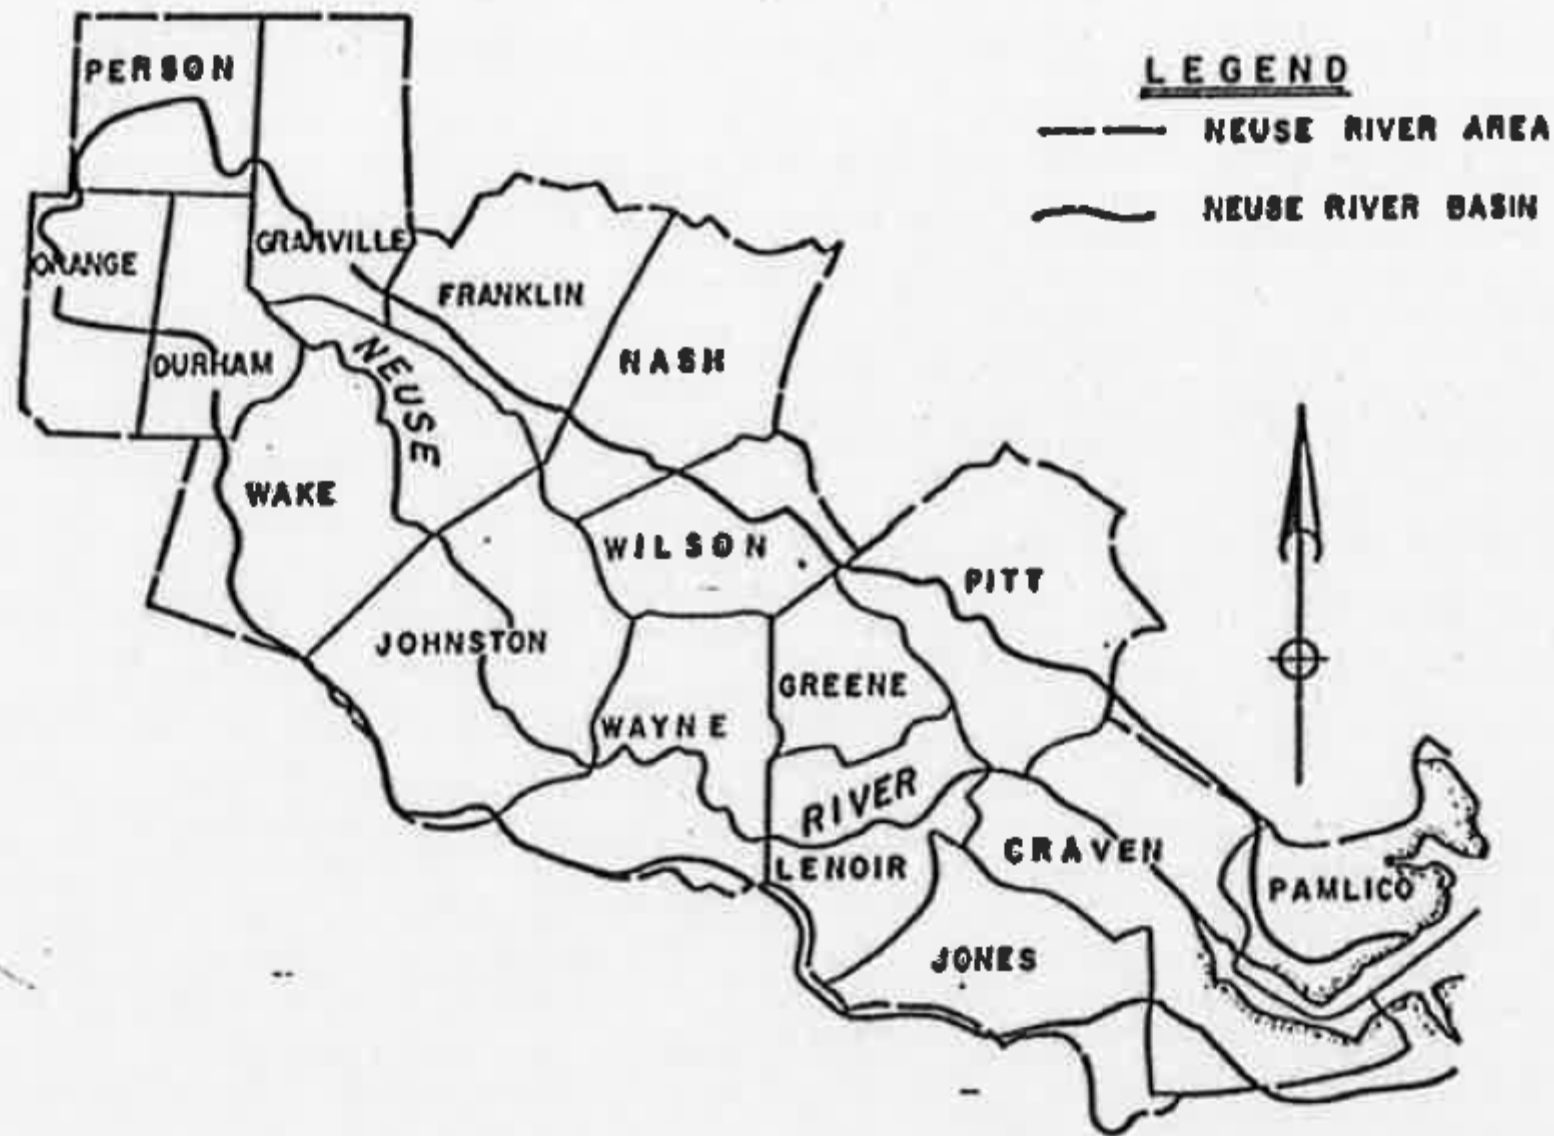 LEGEND
NEUSE RIVER AREA
NEUSE RIVER BASIN
PERSON
GRANVILLE
ORANGE
FRANKLIN
DURHAM
NEUSE
NASH
WAKE
WILSON
PITT
JOHNSTON
GREENE
WAYNE
RIVER
LENOIR
CRAVEN
PAMLICO
JONES